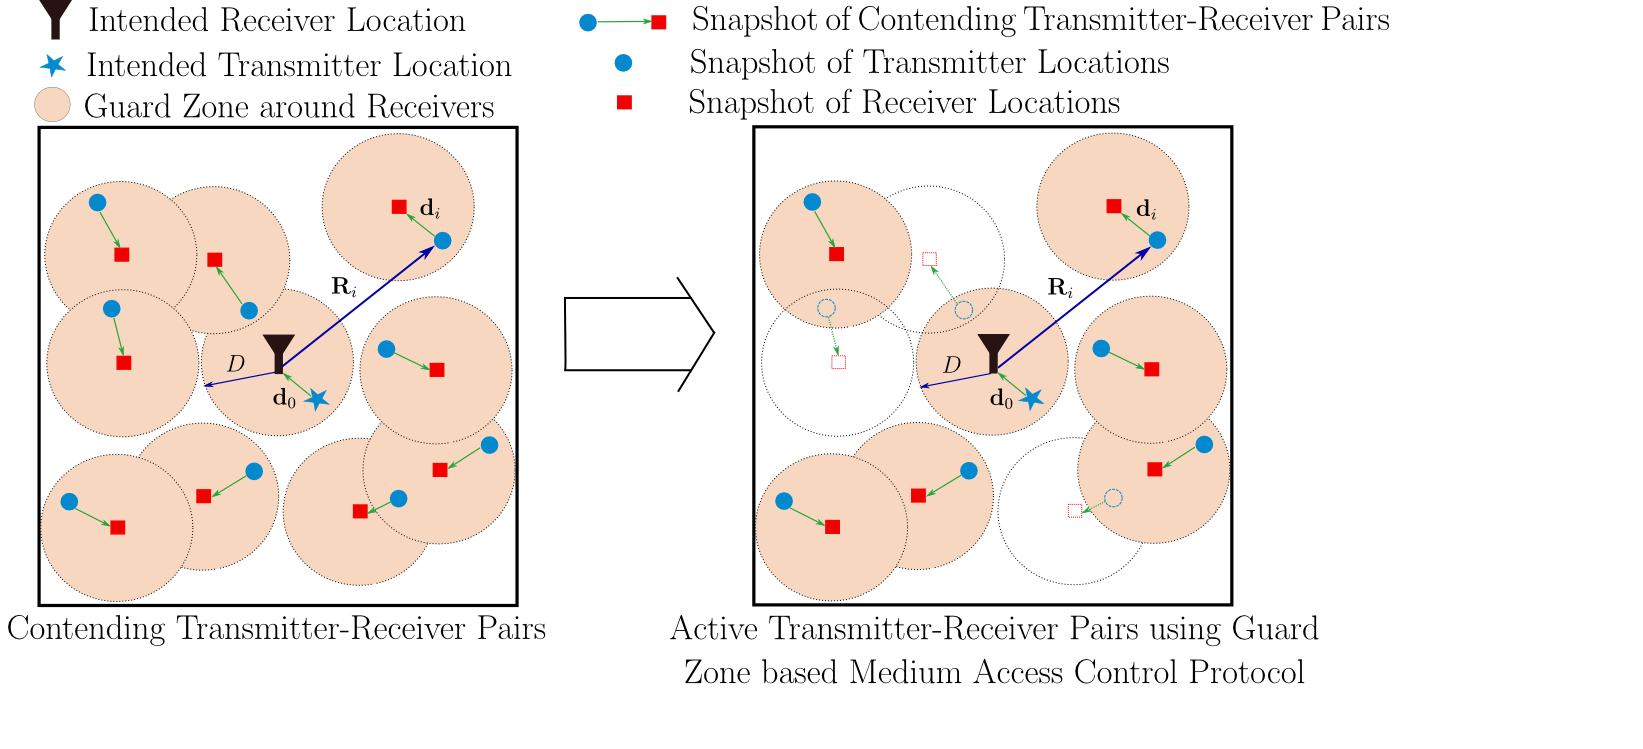 Intended Receiver Location
Intended Transmitter Location
Guard Zone around Receivers
Snapshot of Contending Transmitter-Receiver Pairs
Snapshot of Transmitter Locations
Snapshot of Receiver Locations
d_i
R_i
D
d_0
Contending Transmitter-Receiver Pairs
d_i
R_i
D
d_0
Active Transmitter-Receiver Pairs using Guard
Zone based Medium Access Control Protocol